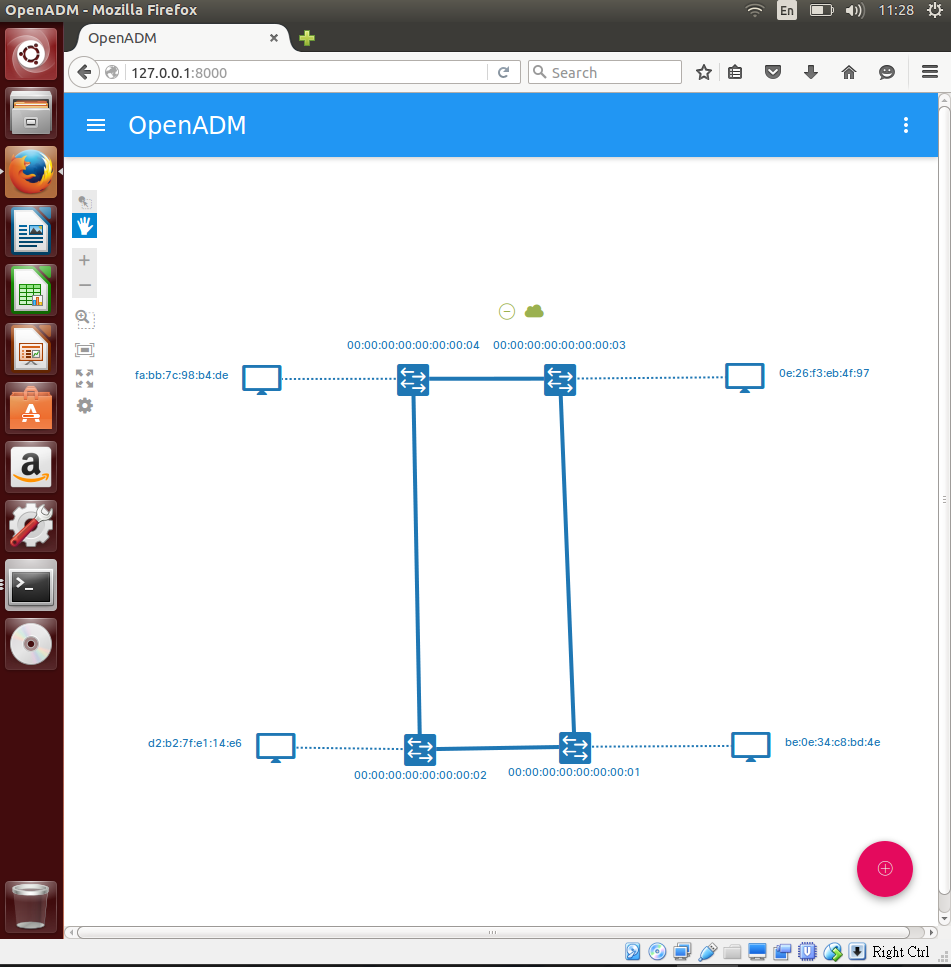 OpenADM - Mozilla Firefox
En
11:28
OpenADM
127.0.0.1:8000
Search
OpenADM
00:00:00:00:00:00:00:04
00:00:00:00:00:00:00:03
fa:bb:7c:98:b4:de
0e:26:f3:eb:4f:97
d2:b2:7f:e1:14:e6
be:0e:34:c8:bd:4e
00:00:00:00:00:00:00:02
00:00:00:00:00:00:00:01
Right Ctrl